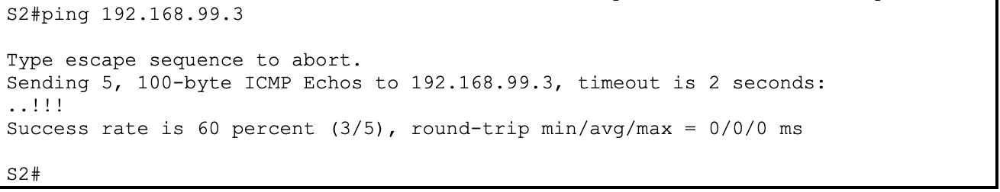 S2#ping 192.168.99.3
Type escape sequence to abort.
Sending 5, 100-byte ICMP Echos to 192.168.99.3, timeout is 2 seconds:
..!!!
Success rate is 60 percent (3/5), round-trip min/avg/max = 0/0/0 ms
S2#